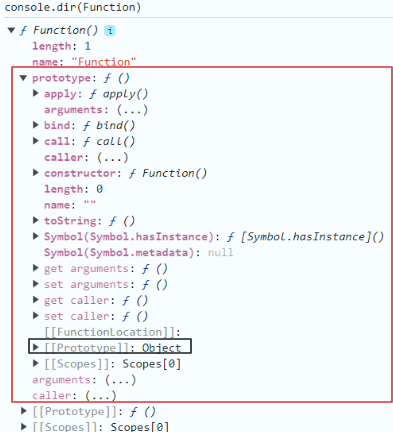 console.dir(Function)
▼ ƒ Function() i
length: 1
name: "Function"
▼ prototype: ƒ ()
▶ apply: ƒ apply()
arguments: (...)
▶ bind: ƒ bind()
▶ call: ƒ call()
caller: (...)
▶ constructor: ƒ Function()
length: 0
name: ""
▶ toString: ƒ ()
▶ Symbol(Symbol.hasInstance): ƒ [Symbol.hasInstance]()
Symbol(Symbol.metadata): null
▶ get arguments: ƒ ()
▶ set arguments: ƒ ()
▶ get caller: ƒ ()
▶ set caller: ƒ ()
[[FunctionLocation]]:
▶ [[Prototype]]: Object
▶ [[Scopes]]: Scopes[0]
arguments: (...)
caller: (...)
▶ [[Prototype]]: ƒ ()
▶ [[Scopes]]: Scopes[0]